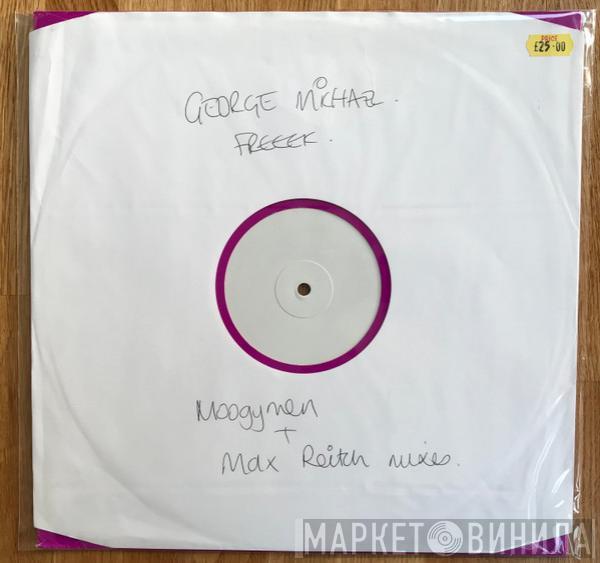 PRICE
£25·00
GEORGE MICHAEL.
FREEEK.
Moogymen
+
Max Reitch mixes.
МАРКЕТ ВИНИЛА